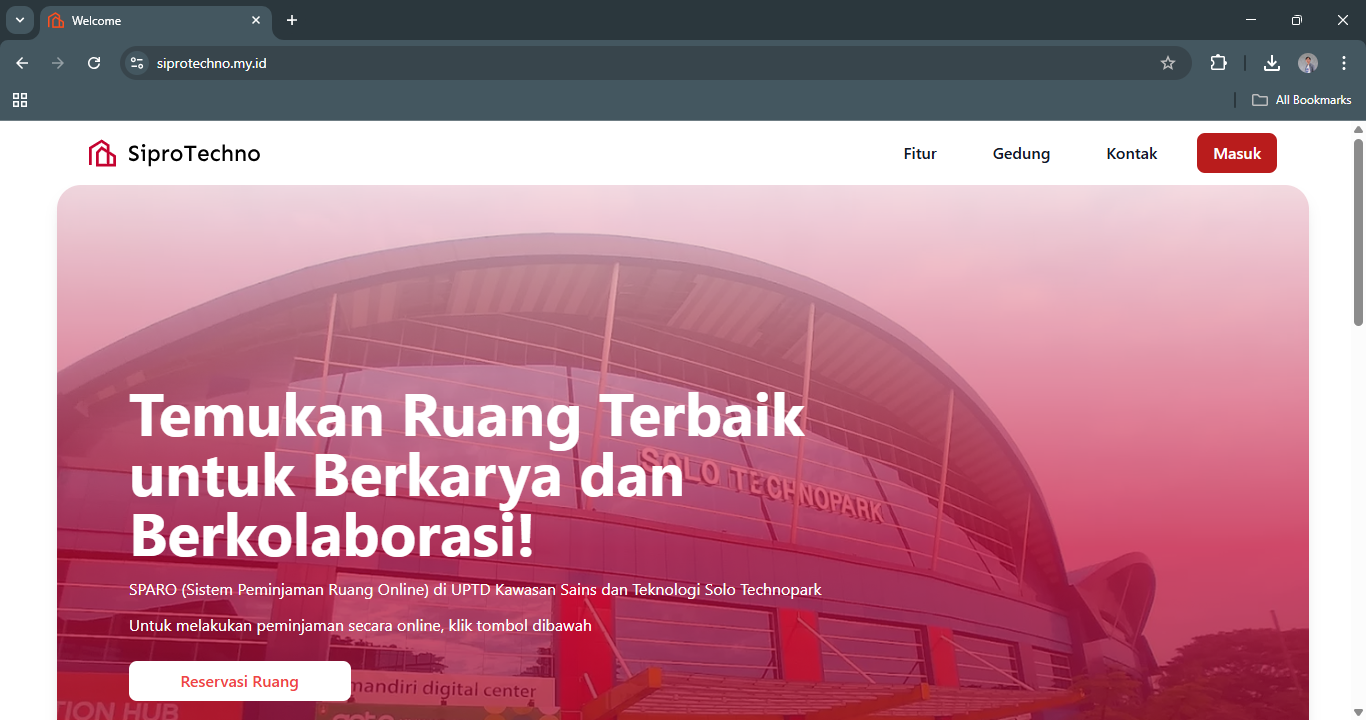 Welcome
siprotechno.my.id
All Bookmarks
SiproTechno
Fitur
Gedung
Kontak
Masuk
SOLO TECHNOPARK
Temukan Ruang Terbaik
untuk Berkarya dan
Berkolaborasi!
SPARO (Sistem Peminjaman Ruang Online) di UPTD Kawasan Sains dan Teknologi Solo Technopark
Untuk melakukan peminjaman secara online, klik tombol dibawah
Reservasi Ruang
mandiri digital center
TION HUB